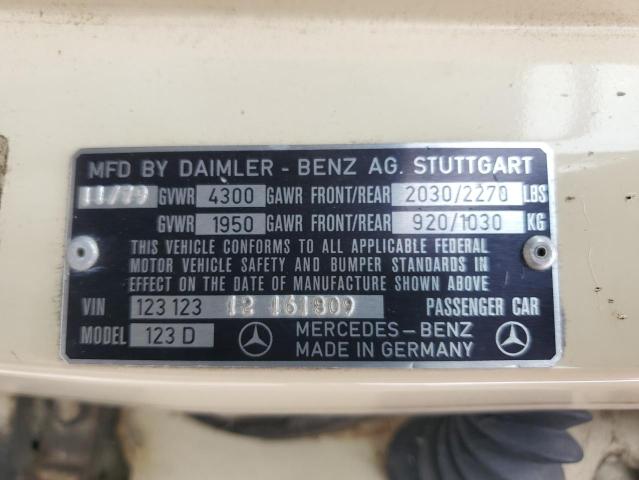 MFD BY DAIMLER - BENZ AG. STUTTGART
11/79 GVWR 4300 GAWR FRONT/REAR 2030/2270 LBS
GVWR 1950 GAWR FRONT/REAR 920/1030 KG
THIS VEHICLE CONFORMS TO ALL APPLICABLE FEDERAL
MOTOR VEHICLE SAFETY AND BUMPER STANDARDS IN
EFFECT ON THE DATE OF MANUFACTURE SHOWN ABOVE
VIN 123 123 12 161809 PASSENGER CAR
MODEL 123 D MERCEDES-BENZ
MADE IN GERMANY